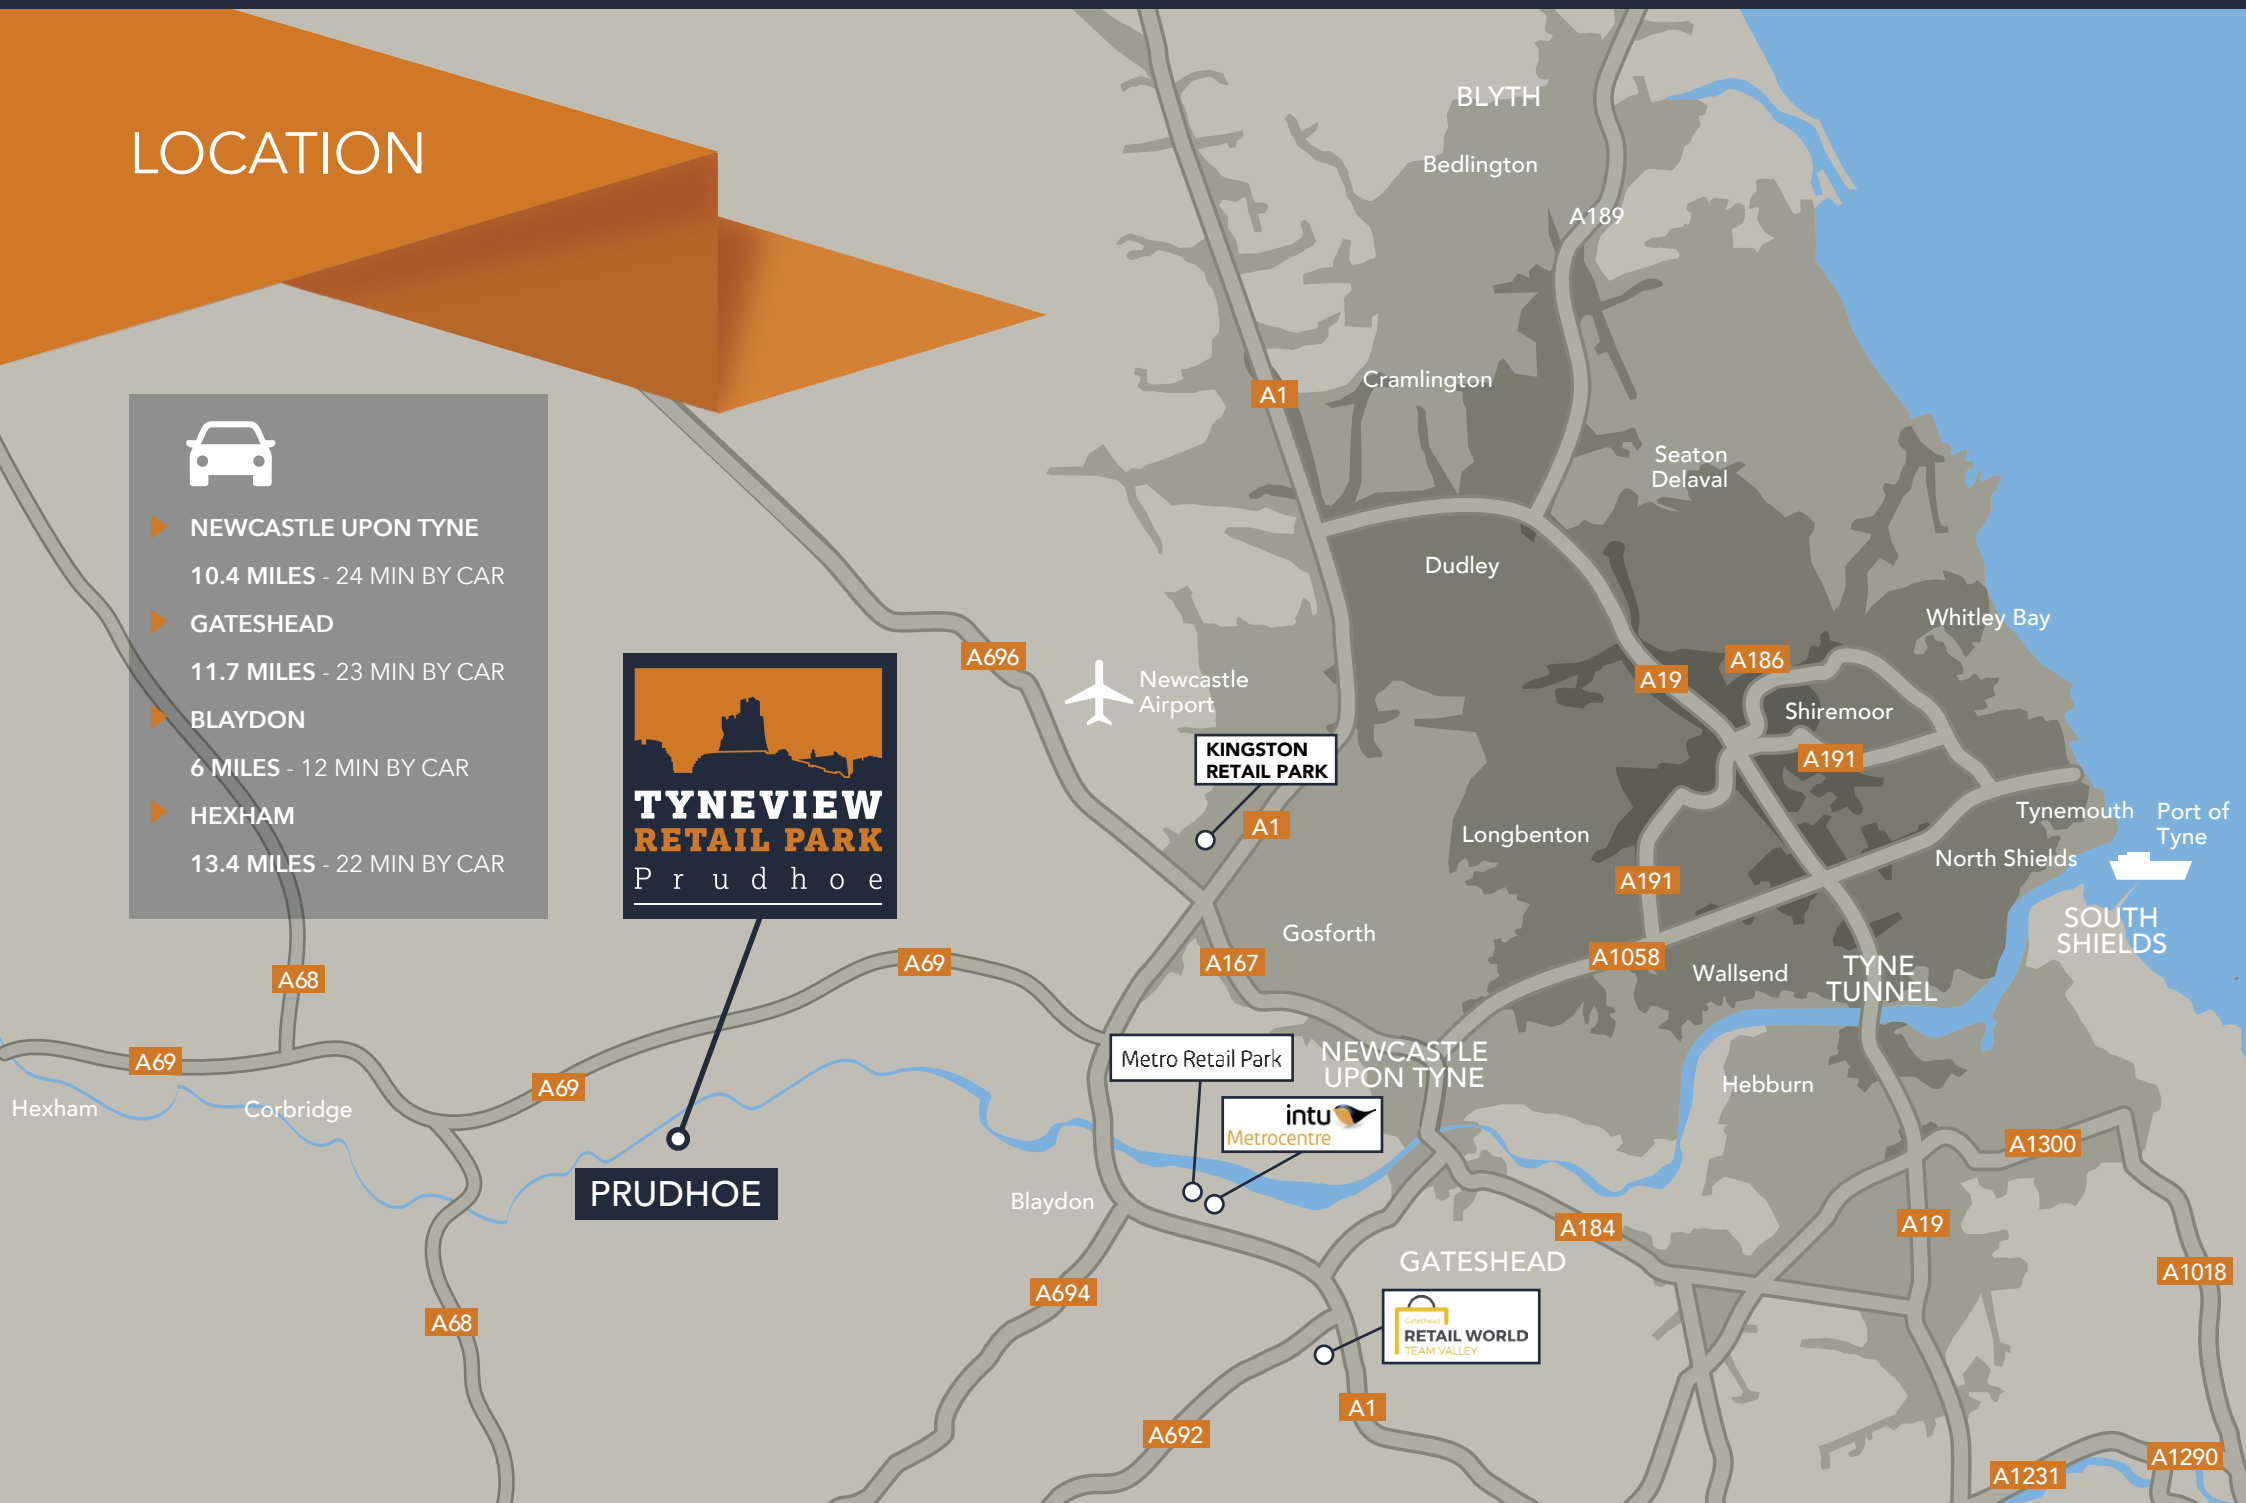 LOCATION
NEWCASTLE UPON TYNE
10.4 MILES - 24 MIN BY CAR
GATESHEAD
11.7 MILES - 23 MIN BY CAR
BLAYDON
6 MILES - 12 MIN BY CAR
HEXHAM
13.4 MILES - 22 MIN BY CAR
TYNEVIEW
RETAIL PARK
Prudhoe
PRUDHOE
BLYTH
Bedlington
A189
A1
Cramlington
Seaton
Delaval
Dudley
Whitley Bay
A696
Newcastle
Airport
A19
A186
Shiremoor
A191
KINGSTON
RETAIL PARK
A1
Longbenton
Tynemouth
Port of
Tyne
North Shields
A191
SOUTH
SHIELDS
Gosforth
A167
A1058
Wallsend
TYNE
TUNNEL
A69
A68
A69
A69
Hexham
Corbridge
Metro Retail Park
NEWCASTLE
UPON TYNE
intu
Metrocentre
Hebburn
A1300
Blaydon
A184
A19
GATESHEAD
A1018
A694
A68
Gateshead
RETAIL WORLD
TEAM VALLEY
A1
A692
A1290
A1231